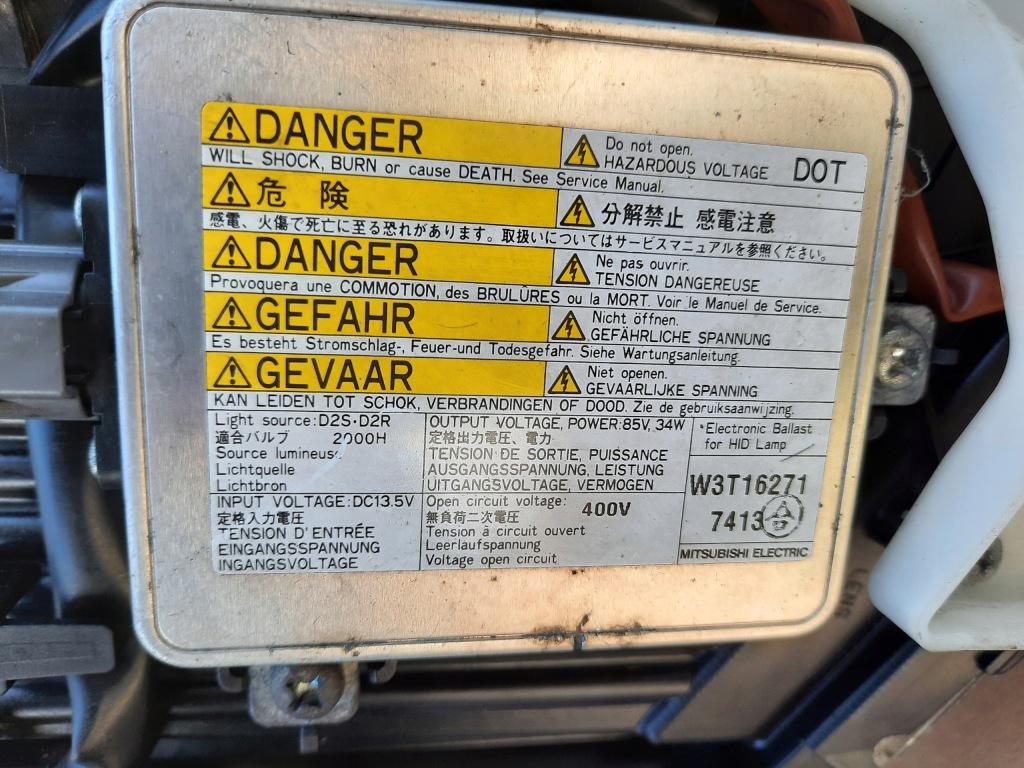 DANGER
Do not open.
HAZARDOUS VOLTAGE DOT
WILL SHOCK, BURN or cause DEATH. See Service Manual.
危険
分解禁止 感電注意
感電、火傷で死亡に至る恐れがあります。取扱いについてはサービスマニュアルを参照ください。
DANGER
Ne pas ouvrir.
TENSION DANGEREUSE
Provoquera une COMMOTION, des BRULÛRES ou la MORT. Voir le Manuel de Service.
GEFAHR
Nicht öffnen.
GEFÄHRLICHE SPANNUNG
Es besteht Stromschlag-, Feuer-und Todesgefahr. Siehe Wartungsanleitung.
GEVAAR
Niet openen.
GEVAARLIJKE SPANNING
KAN LEIDEN TOT SCHOK, VERBRANDINGEN OF DOOD. Zie de gebruiksaanwijzing.
Light source:D2S·D2R
適合バルブ 2000H
Source lumineuse
Lichtquelle
Lichtbron
OUTPUT VOLTAGE, POWER:85V, 34W
定格出力電圧、電力
TENSION DE SORTIE, PUISSANCE
AUSGANGSSPANNUNG, LEISTUNG
UITGANGSVOLTAGE, VERMOGEN
"Electronic Ballast
for HID Lamp
INPUT VOLTAGE:DC13.5V
定格入力電圧
TENSION D'ENTRÉE
EINGANGSSPANNUNG
INGANGSVOLTAGE
Open circuit voltage: 400V
無負荷二次電圧
Tension à circuit ouvert
Leerlaufspannung
Voltage open circuit
W3T16271
7413
MITSUBISHI ELECTRIC
LENS